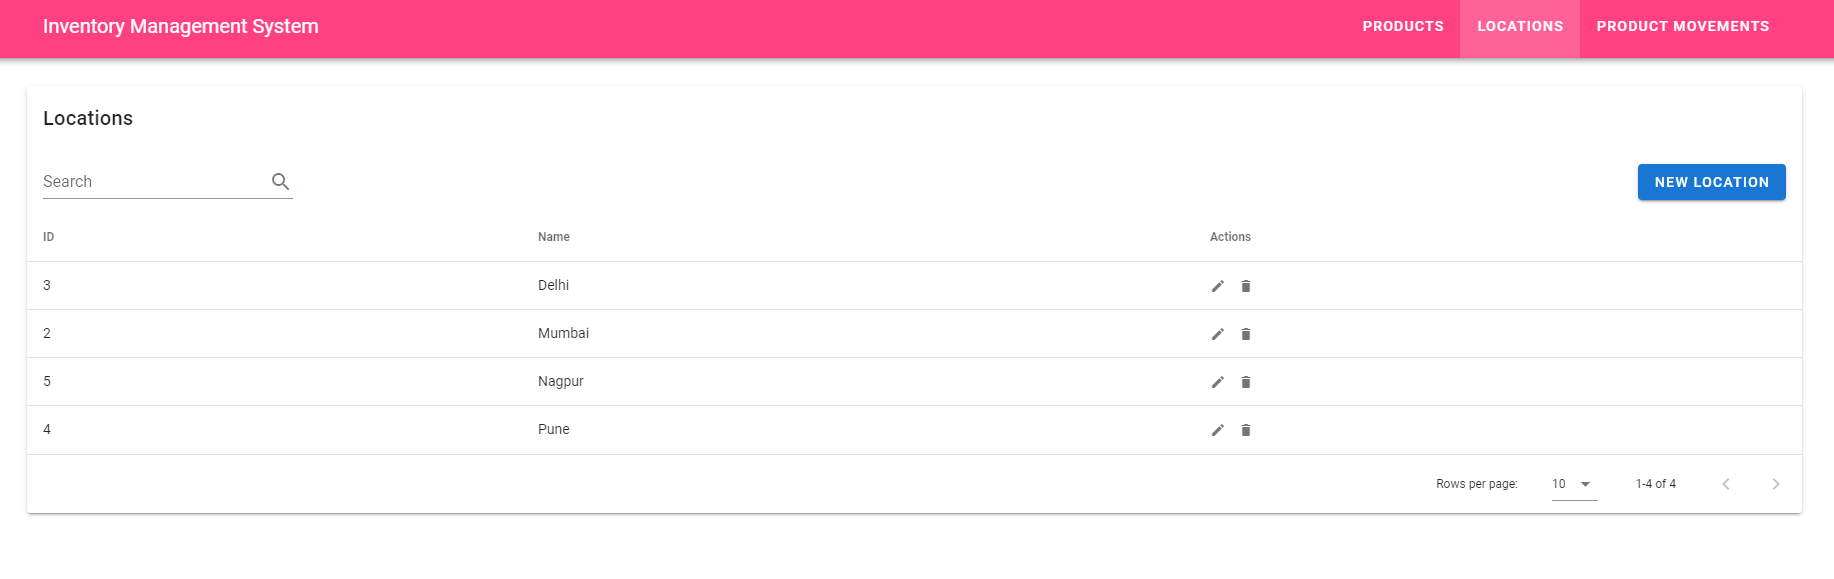 Inventory Management System PRODUCTS LOCATIONS PRODUCT MOVEMENTS
Locations
Search NEW LOCATION
ID Name Actions
3 Delhi
2 Mumbai
5 Nagpur
4 Pune
Rows per page: 10 1-4 of 4